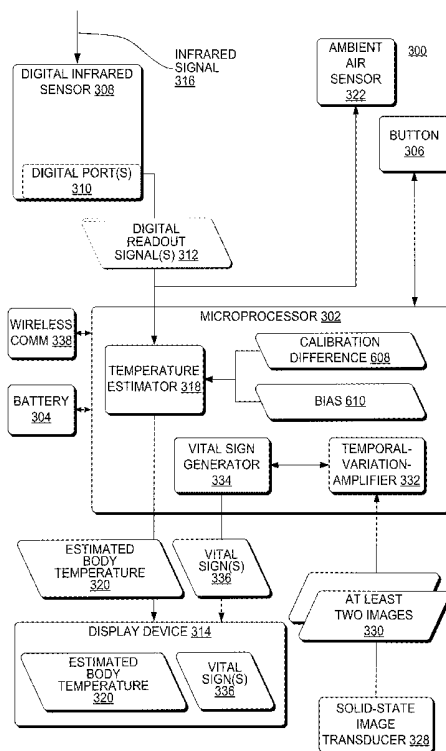 INFRARED
SIGNAL
316
DIGITAL INFRARED
SENSOR 308
DIGITAL PORT(S)
310
AMBIENT
AIR
SENSOR
322
300
BUTTON
306
DIGITAL
READOUT
SIGNAL(S) 312
MICROPROCESSOR 302
WIRELESS
COMM 338
BATTERY
304
TEMPERATURE
ESTIMATOR
318
CALIBRATION
DIFFERENCE 608
BIAS 610
VITAL SIGN
GENERATOR
334
TEMPORAL-
VARIATION-
AMPLIFIER 332
ESTIMATED
BODY
TEMPERATURE
320
VITAL
SIGN(S)
336
AT LEAST
TWO IMAGES
330
DISPLAY DEVICE 314
ESTIMATED
BODY
TEMPERATURE
320
VITAL
SIGN(S)
336
SOLID-STATE
IMAGE
TRANSDUCER 328